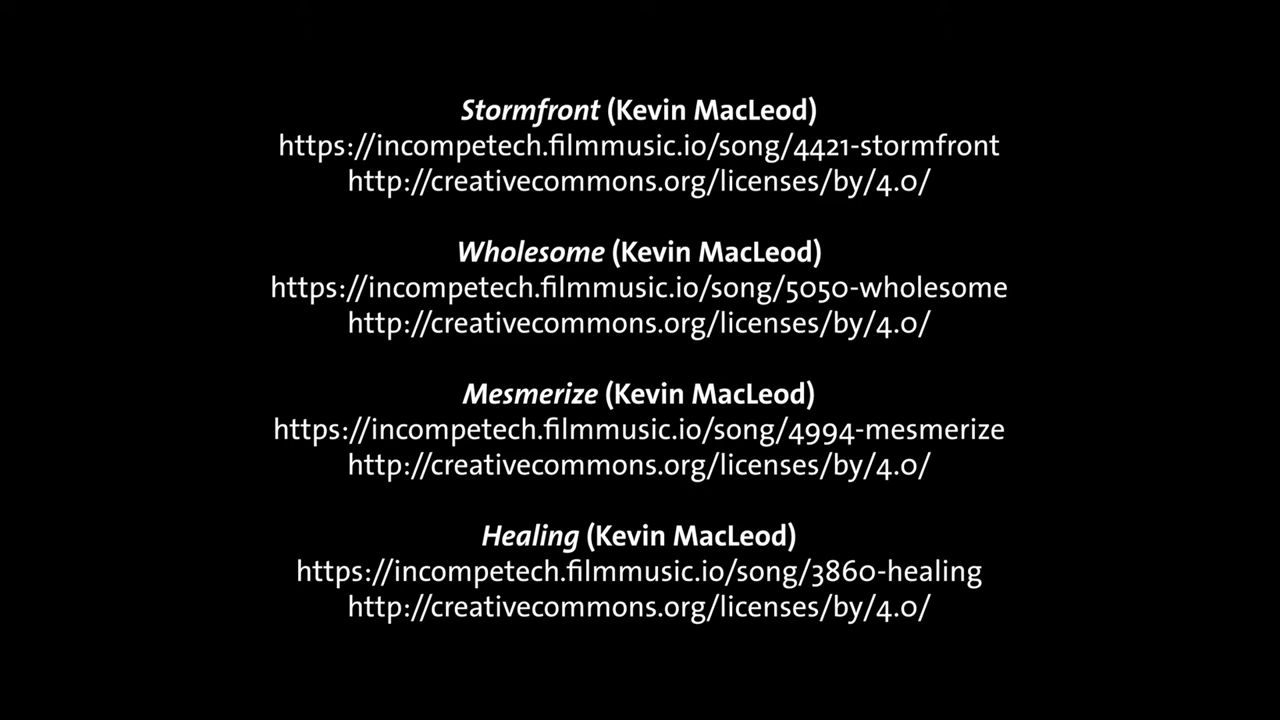 Stormfront (Kevin MacLeod)
https://incompetech.filmmusic.io/song/4421-stormfront
http://creativecommons.org/licenses/by/4.0/
Wholesome (Kevin MacLeod)
https://incompetech.filmmusic.io/song/5050-wholesome
http://creativecommons.org/licenses/by/4.0/
Mesmerize (Kevin MacLeod)
https://incompetech.filmmusic.io/song/4994-mesmerize
http://creativecommons.org/licenses/by/4.0/
Healing (Kevin MacLeod)
https://incompetech.filmmusic.io/song/3860-healing
http://creativecommons.org/licenses/by/4.0/